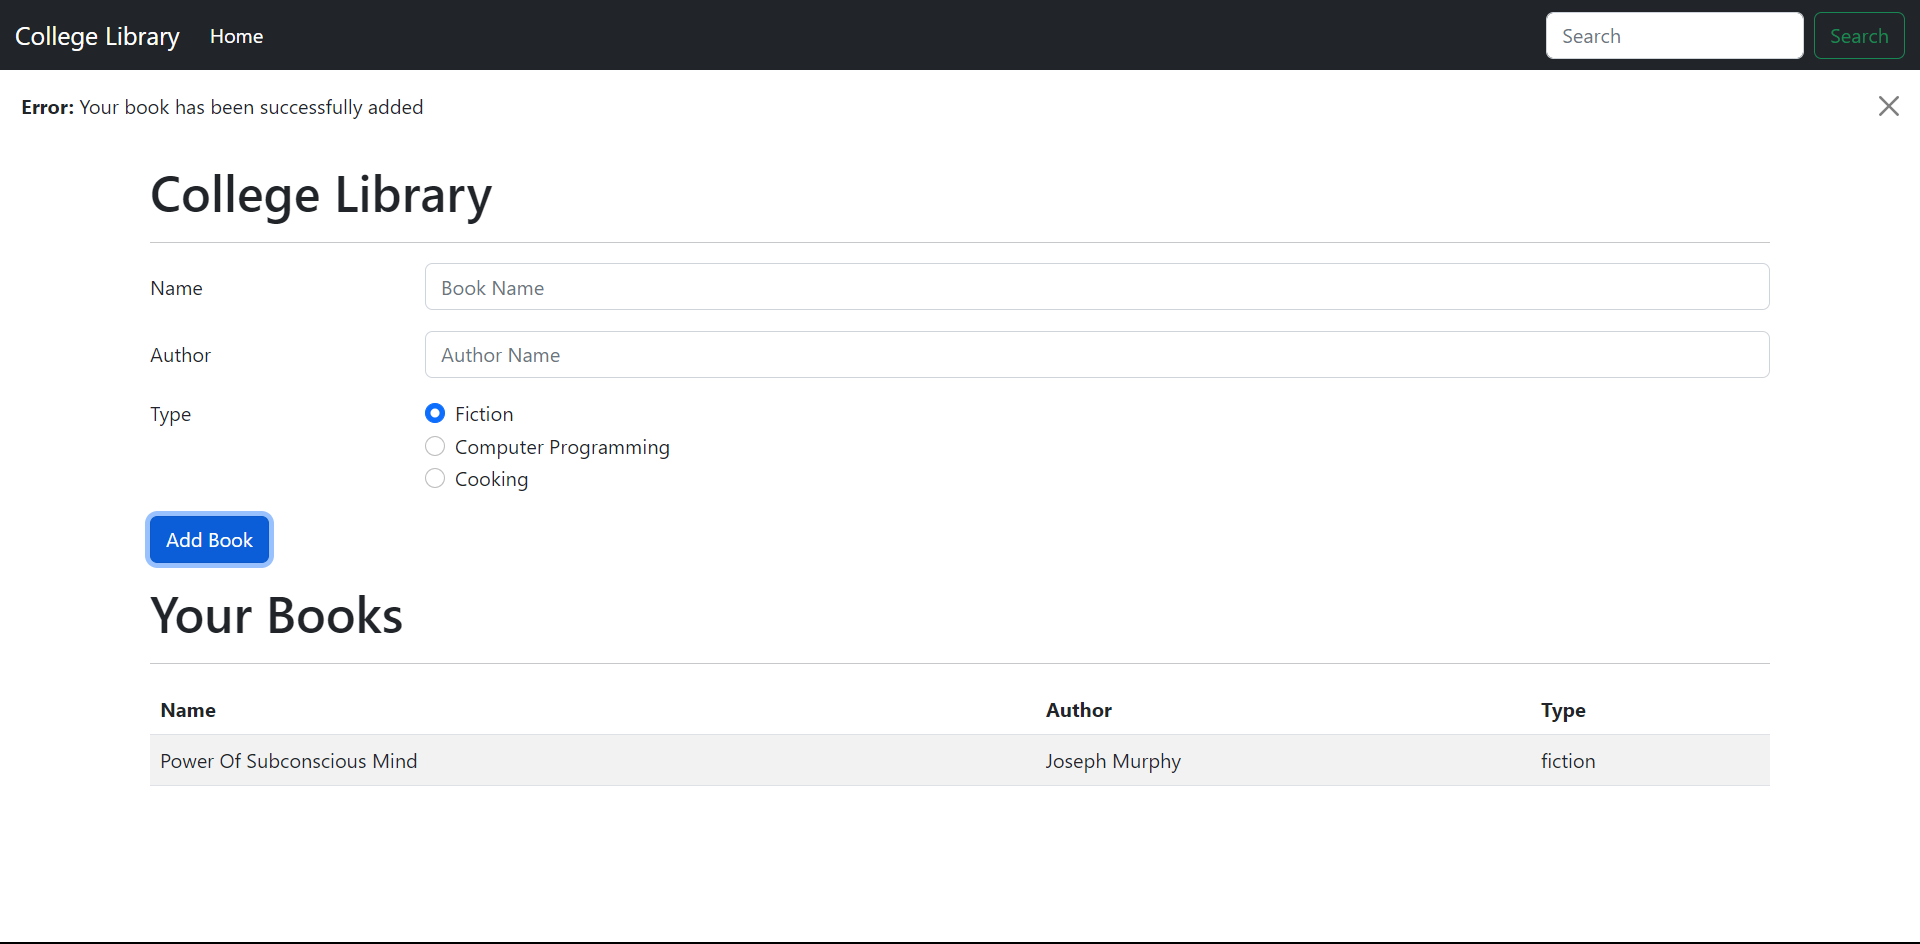 College Library Home Search Search
Error: Your book has been successfully added
College Library
Name Book Name
Author Author Name
Type Fiction
Computer Programming
Cooking
Add Book
Your Books
Name Author Type
Power Of Subconscious Mind Joseph Murphy fiction